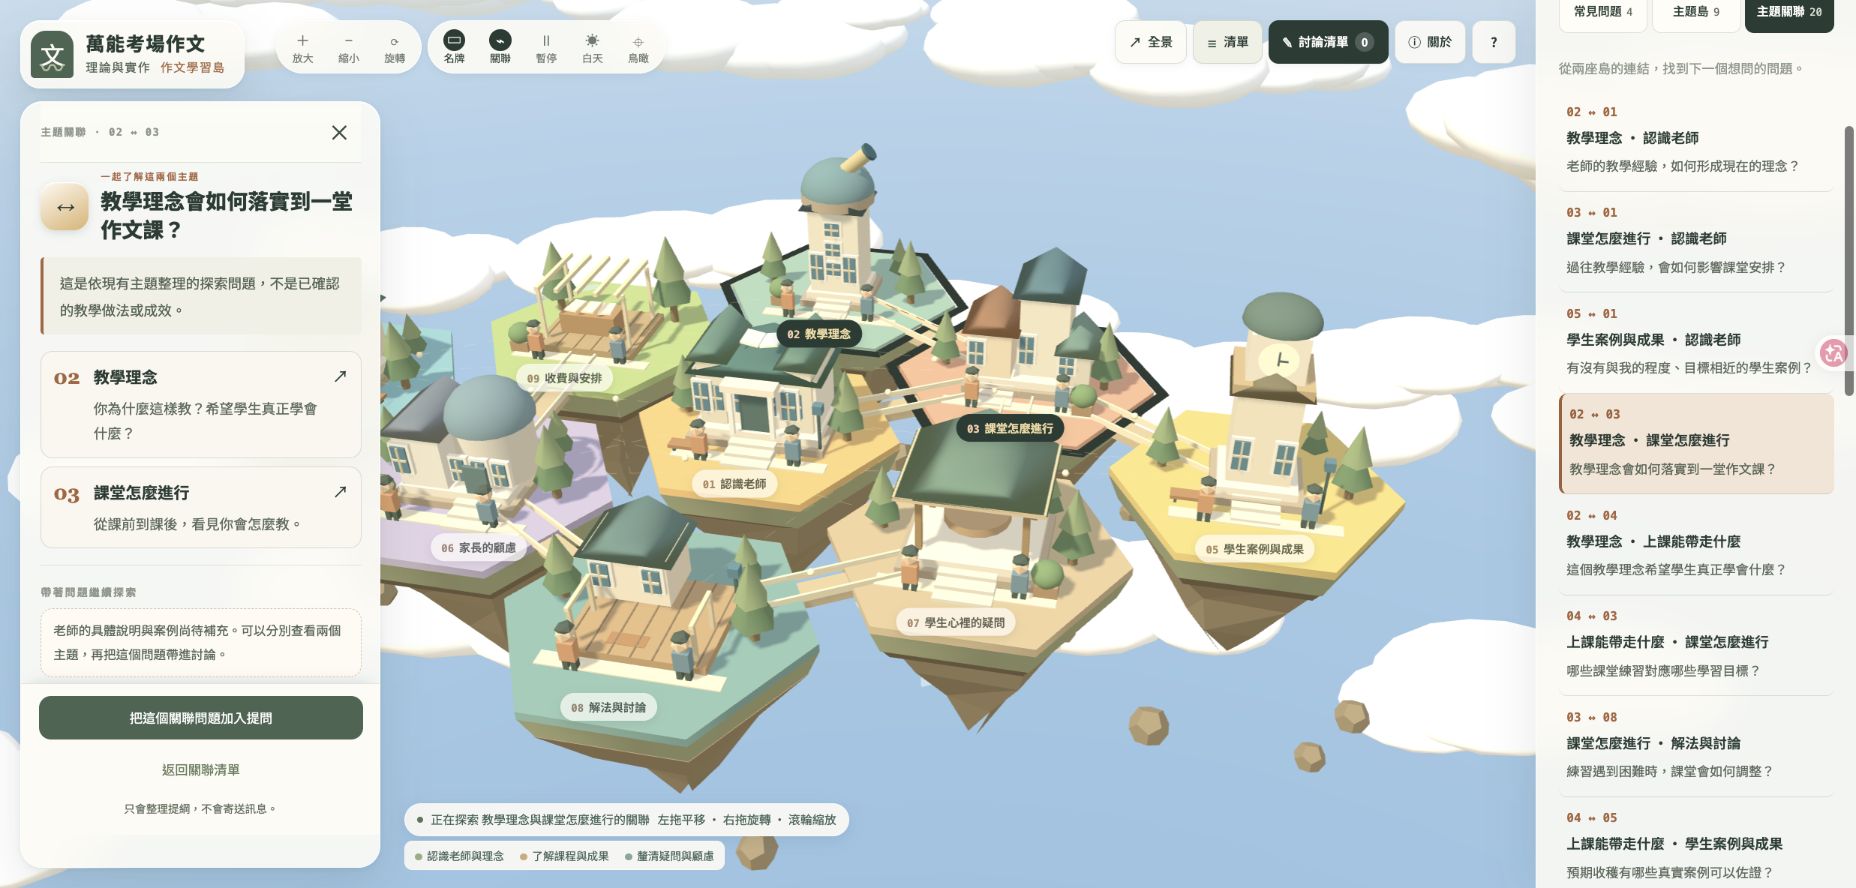 文
萬能考場作文
理論與實作 作文學習島
放大
縮小
旋轉
名牌
關聯
暫停
白天
鳥瞰
↗ 全景
≡ 清單
✎ 討論清單 0
ⓘ 關於
?
常見問題 4
主題島 9
主題關聯 20
主題關聯 · 02 ↔ 03
一起了解這兩個主題
教學理念會如何落實到一堂
作文課？
這是依現有主題整理的探索問題，不是已確認
的教學做法或成效。
02 教學理念 ↗
你為什麼這樣教？希望學生真正學會
什麼？
03 課堂怎麼進行 ↗
從課前到課後，看見你會怎麼教。
帶著問題繼續探索
老師的具體說明與案例尚待補充。可以分別查看兩個
主題，再把這個問題帶進討論。
把這個關聯問題加入提問
返回關聯清單
只會整理提綱，不會寄送訊息。
02 教學理念
09 收費與安排
03 課堂怎麼進行
01 認識老師
06 家長的顧慮
05 學生案例與成果
07 學生心裡的疑問
08 解法與討論
正在探索 教學理念與課堂怎麼進行的關聯 左拖平移 · 右拖旋轉 · 滾輪縮放
認識老師與理念
了解課程與成果
釐清疑問與顧慮
從兩座島的連結，找到下一個想問的問題。
02 ↔ 01
教學理念 · 認識老師
老師的教學經驗，如何形成現在的理念？
03 ↔ 01
課堂怎麼進行 · 認識老師
過往教學經驗，會如何影響課堂安排？
05 ↔ 01
學生案例與成果 · 認識老師
有沒有與我的程度、目標相近的學生案例？
02 ↔ 03
教學理念 · 課堂怎麼進行
教學理念會如何落實到一堂作文課？
02 ↔ 04
教學理念 · 上課能帶走什麼
這個教學理念希望學生真正學會什麼？
04 ↔ 03
上課能帶走什麼 · 課堂怎麼進行
哪些課堂練習對應哪些學習目標？
03 ↔ 08
課堂怎麼進行 · 解法與討論
練習遇到困難時，課堂會如何調整？
04 ↔ 05
上課能帶走什麼 · 學生案例與成果
預期收穫有哪些真實案例可以佐證？